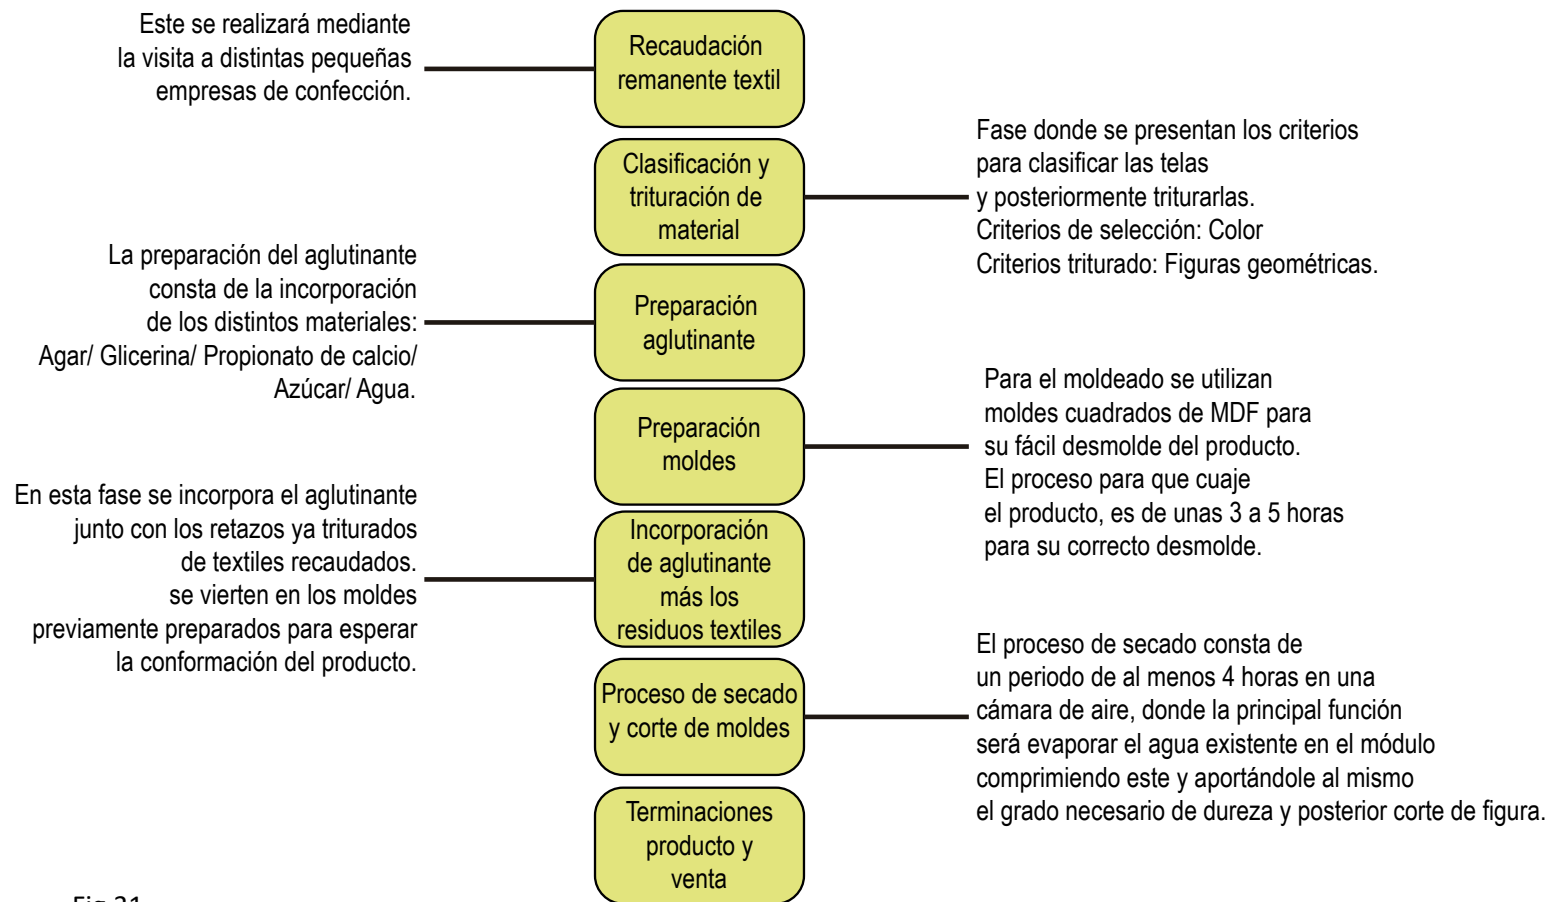 Este se realizará mediante
la visita a distintas pequeñas
empresas de confección.
Recaudación
remanente textil
Clasificación y
trituración de
material
Fase donde se presentan los criterios
para clasificar las telas
y posteriormente triturarlas.
Criterios de selección: Color
Criterios triturado: Figuras geométricas.
La preparación del aglutinante
consta de la incorporación
de los distintos materiales:
Agar/ Glicerina/ Propionato de calcio/
Azúcar/ Agua.
Preparación
aglutinante
Preparación
moldes
Para el moldeado se utilizan
moldes cuadrados de MDF para
su fácil desmolde del producto.
El proceso para que cuaje
el producto, es de unas 3 a 5 horas
para su correcto desmolde.
En esta fase se incorpora el aglutinante
junto con los retazos ya triturados
de textiles recaudados.
se vierten en los moldes
previamente preparados para esperar
la conformación del producto.
Incorporación
de aglutinante
más los
residuos textiles
Proceso de secado
y corte de moldes
El proceso de secado consta de
un periodo de al menos 4 horas en una
cámara de aire, donde la principal función
será evaporar el agua existente en el módulo
comprimiendo este y aportándole al mismo
el grado necesario de dureza y posterior corte de figura.
Terminaciones
producto y
venta